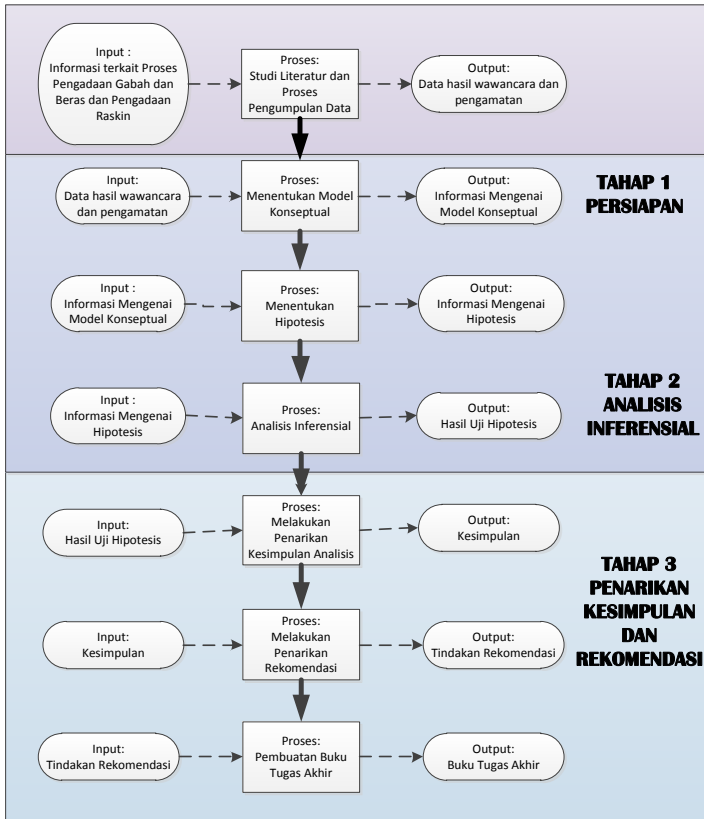 Input :
Informasi terkait Proses
Pengadaan Gabah dan
Beras dan Pengadaan
Raskin
Proses:
Studi Literatur dan
Proses
Pengumpulan Data
Output:
Data hasil wawancara dan
pengamatan
Input:
Data hasil wawancara
dan pengamatan
Proses:
Menentukan Model
Konseptual
Output:
Informasi Mengenai
Model Konseptual
TAHAP 1
PERSIAPAN
Input :
Informasi Mengenai
Model Konseptual
Proses:
Menentukan
Hipotesis
Output:
Informasi Mengenai
Hipotesis
Input :
Informasi Mengenai
Hipotesis
Proses:
Analisis Inferensial
Output:
Hasil Uji Hipotesis
TAHAP 2
ANALISIS
INFERENSIAL
Input:
Hasil Uji Hipotesis
Proses:
Melakukan
Penarikan
Kesimpulan Analisis
Output:
Kesimpulan
TAHAP 3
PENARIKAN
KESIMPULAN
DAN
REKOMENDASI
Input:
Kesimpulan
Proses:
Melakukan
Penarikan
Rekomendasi
Output:
Tindakan Rekomendasi
Input:
Tindakan Rekomendasi
Proses:
Pembuatan Buku
Tugas Akhir
Output:
Buku Tugas Akhir